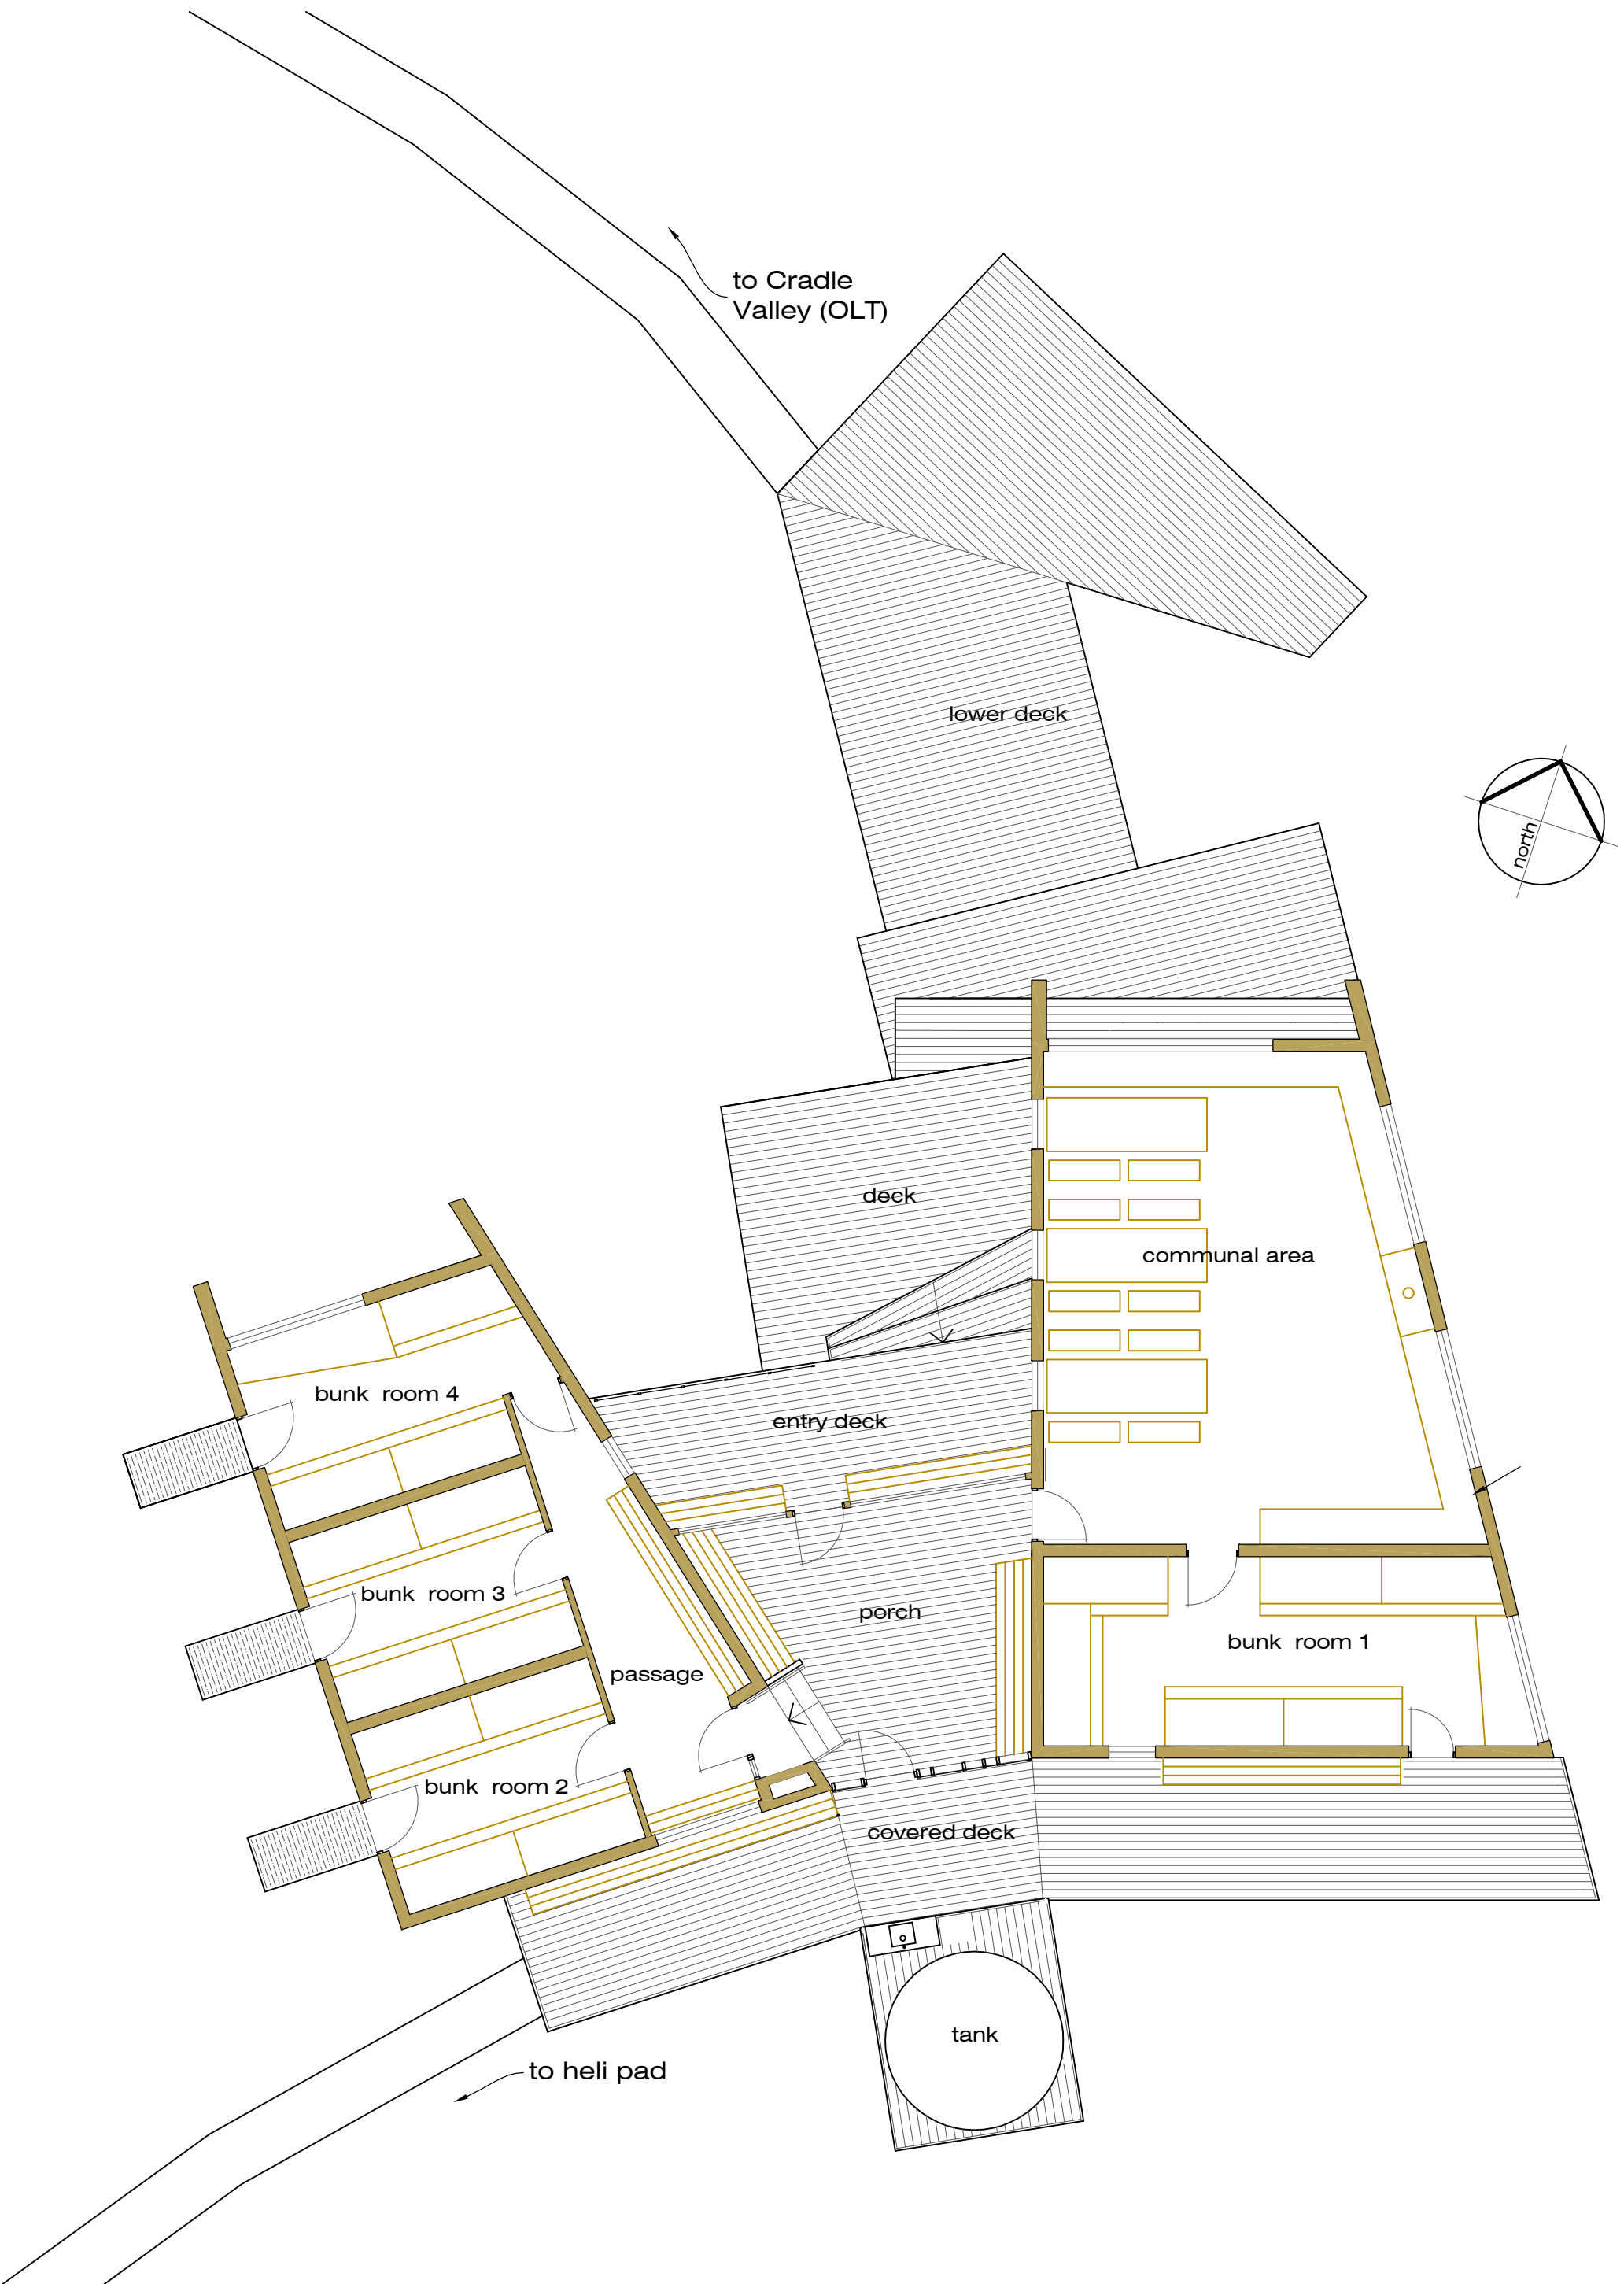 to Cradle
Valley (OLT)
lower deck
north
deck
communal area
bunk room 4
entry deck
bunk room 3
porch
bunk room 1
passage
bunk room 2
covered deck
tank
to heli pad